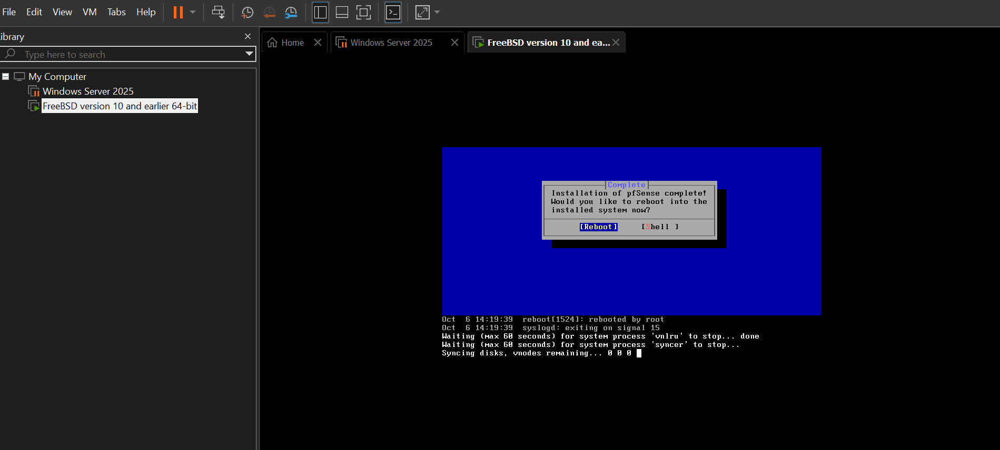 File Edit View VM Tabs Help
ibrary
Type here to search
My Computer
Windows Server 2025
FreeBSD version 10 and earlier 64-bit
Home
Windows Server 2025
FreeBSD version 10 and ea...
Complete
Installation of pfSense complete!
Would you like to reboot into the
installed system now?
[Reboot] [Shell ]
Oct  6 14:19:39  reboot[1524]: rebooted by root
Oct  6 14:19:39  syslogd: exiting on signal 15
Waiting (max 60 seconds) for system process `vnlru' to stop... done
Waiting (max 60 seconds) for system process `syncer' to stop...
Syncing disks, vnodes remaining... 0 0 0